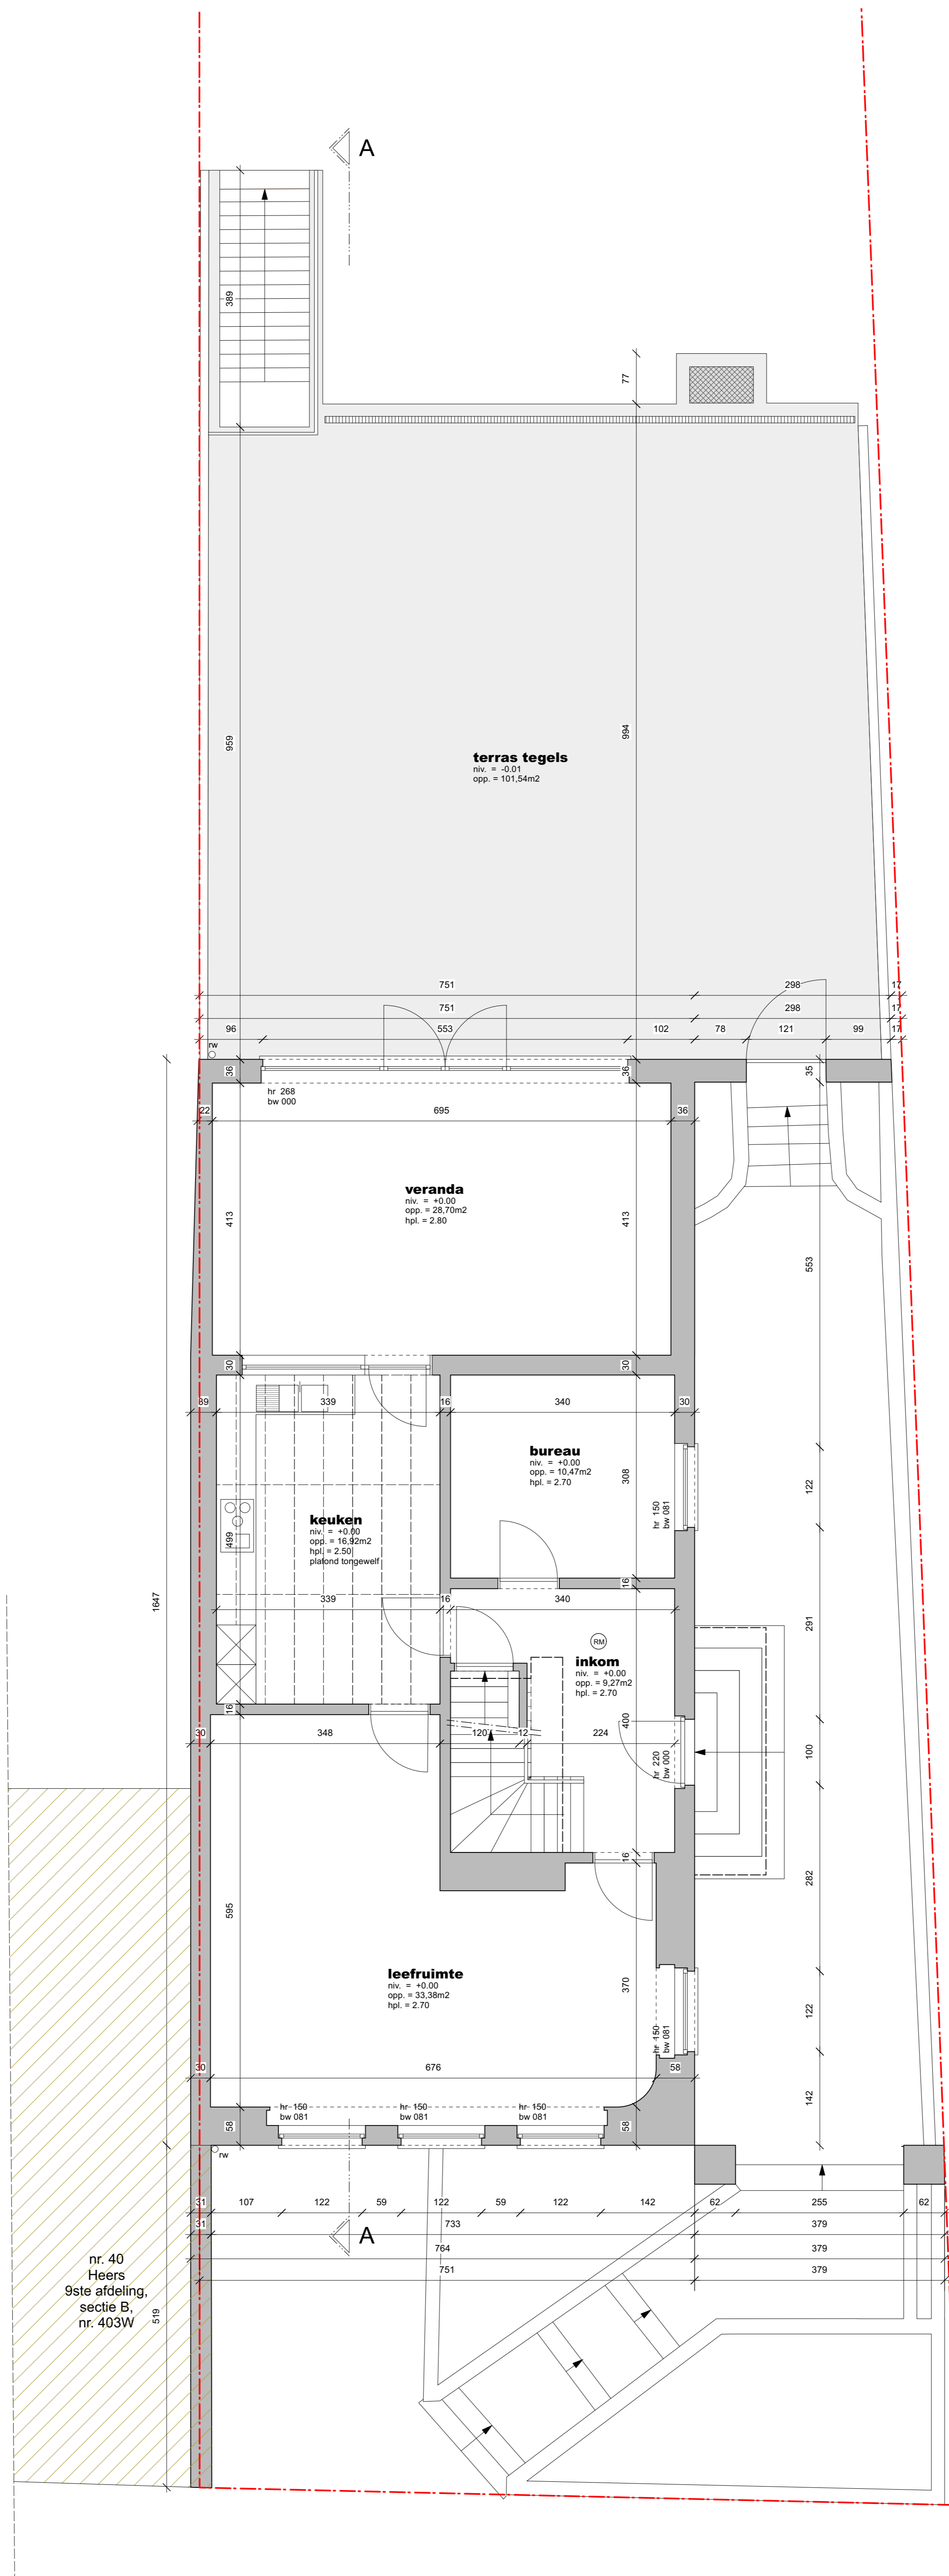 A
389
77
959
994
terras tegels
niv. = -0.01
opp. = 101,54m2
751
298
17
751
298
17
96
553
102
78
121
99
17
rw
36
36
35
hr 268
bw 000
22
695
36
veranda
niv. = +0.00
opp. = 28,70m2
hpl. = 2.80
413
413
553
30
30
39
339
16
340
30
bureau
niv. = +0.00
opp. = 10,47m2
hpl. = 2.70
308
hr 150
bw 081
122
keuken
niv. = +0.00
opp. = 16,92m2
hpl. = 2.50
plafond tongewelf
499
16
339
16
340
1647
291
RM
inkom
niv. = +0.00
opp. = 9,27m2
hpl. = 2.70
400
16
30
348
120
12
224
hr 220
bw 000
100
16
282
595
leefruimte
niv. = +0.00
opp. = 33,38m2
hpl. = 2.70
370
122
hr 150
bw 081
30
676
58
142
hr 150
bw 081
hr 150
bw 081
hr 150
bw 081
58
58
rw
31
107
122
59
122
59
122
142
62
255
62
31
733
379
A
764
379
751
379
nr. 40
Heers
9ste afdeling,
sectie B,
nr. 403W
519